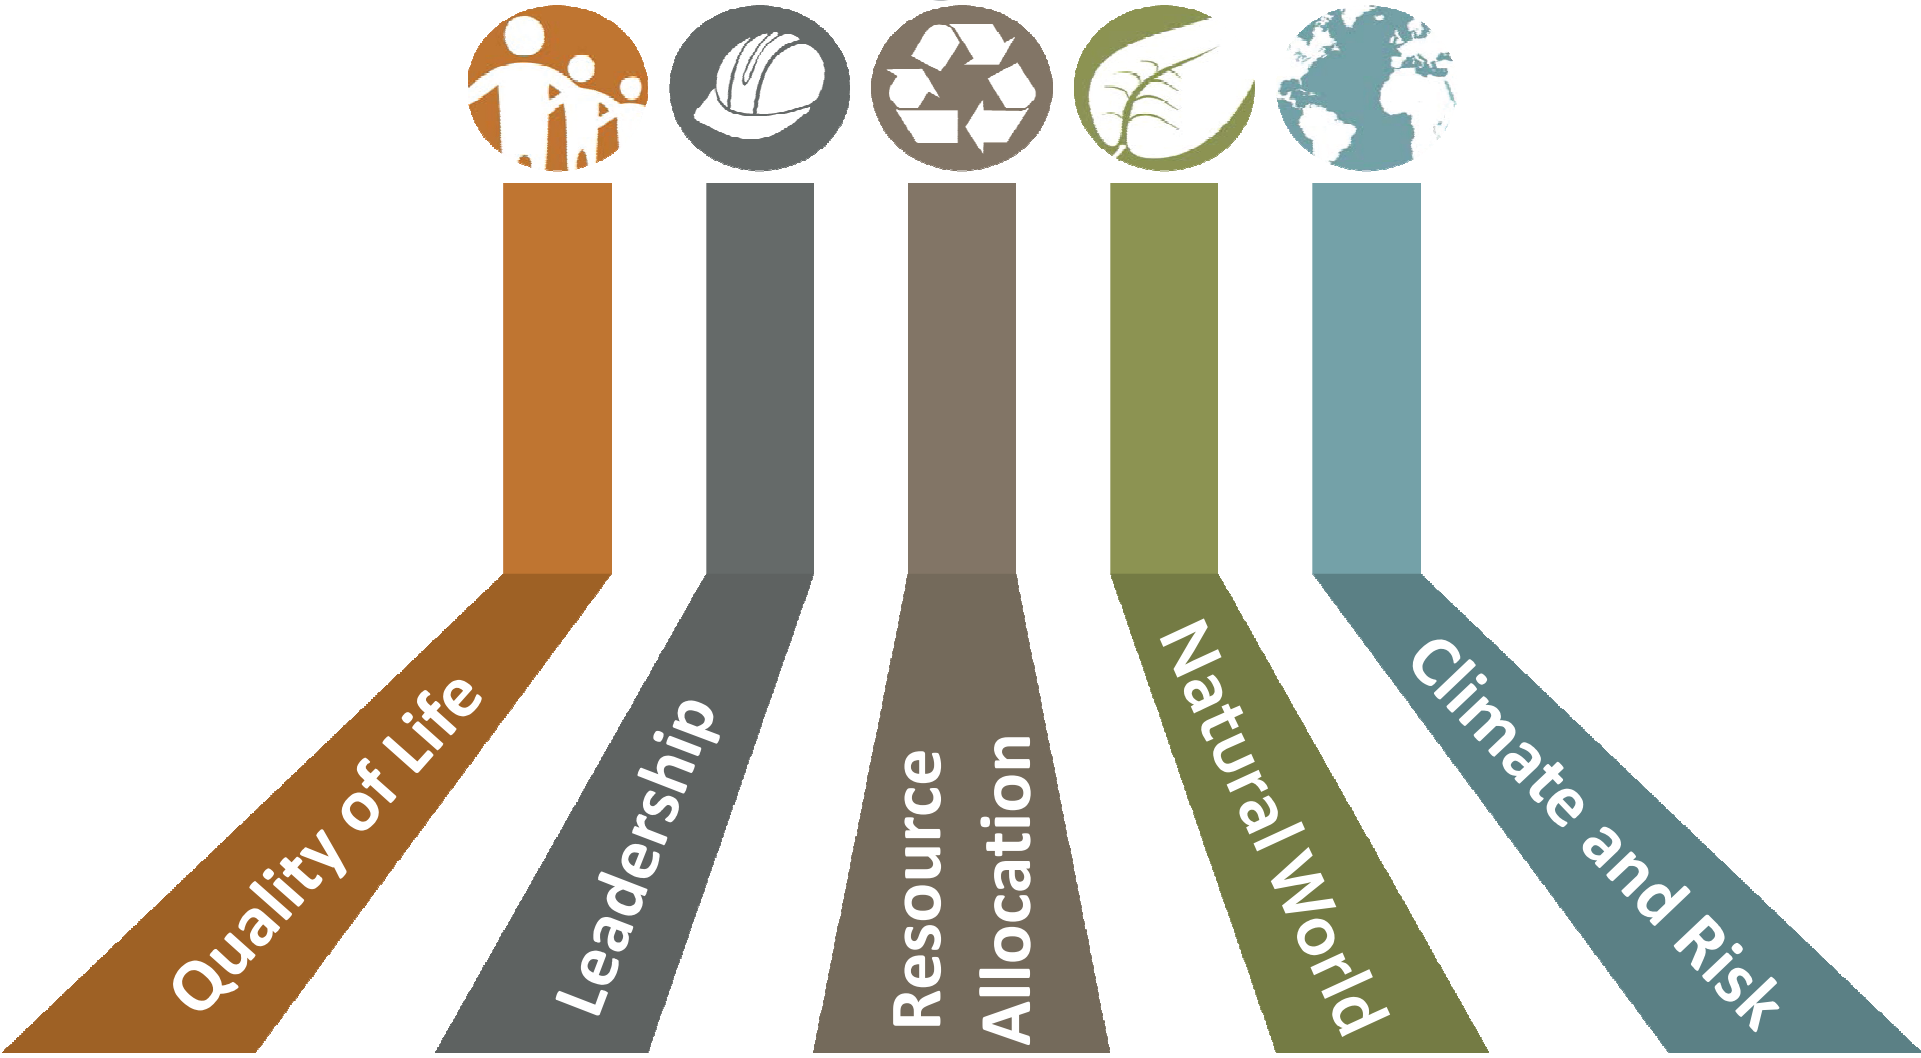 Quality of Life
Leadership
Resource
Allocation
Natural World
Climate and Risk